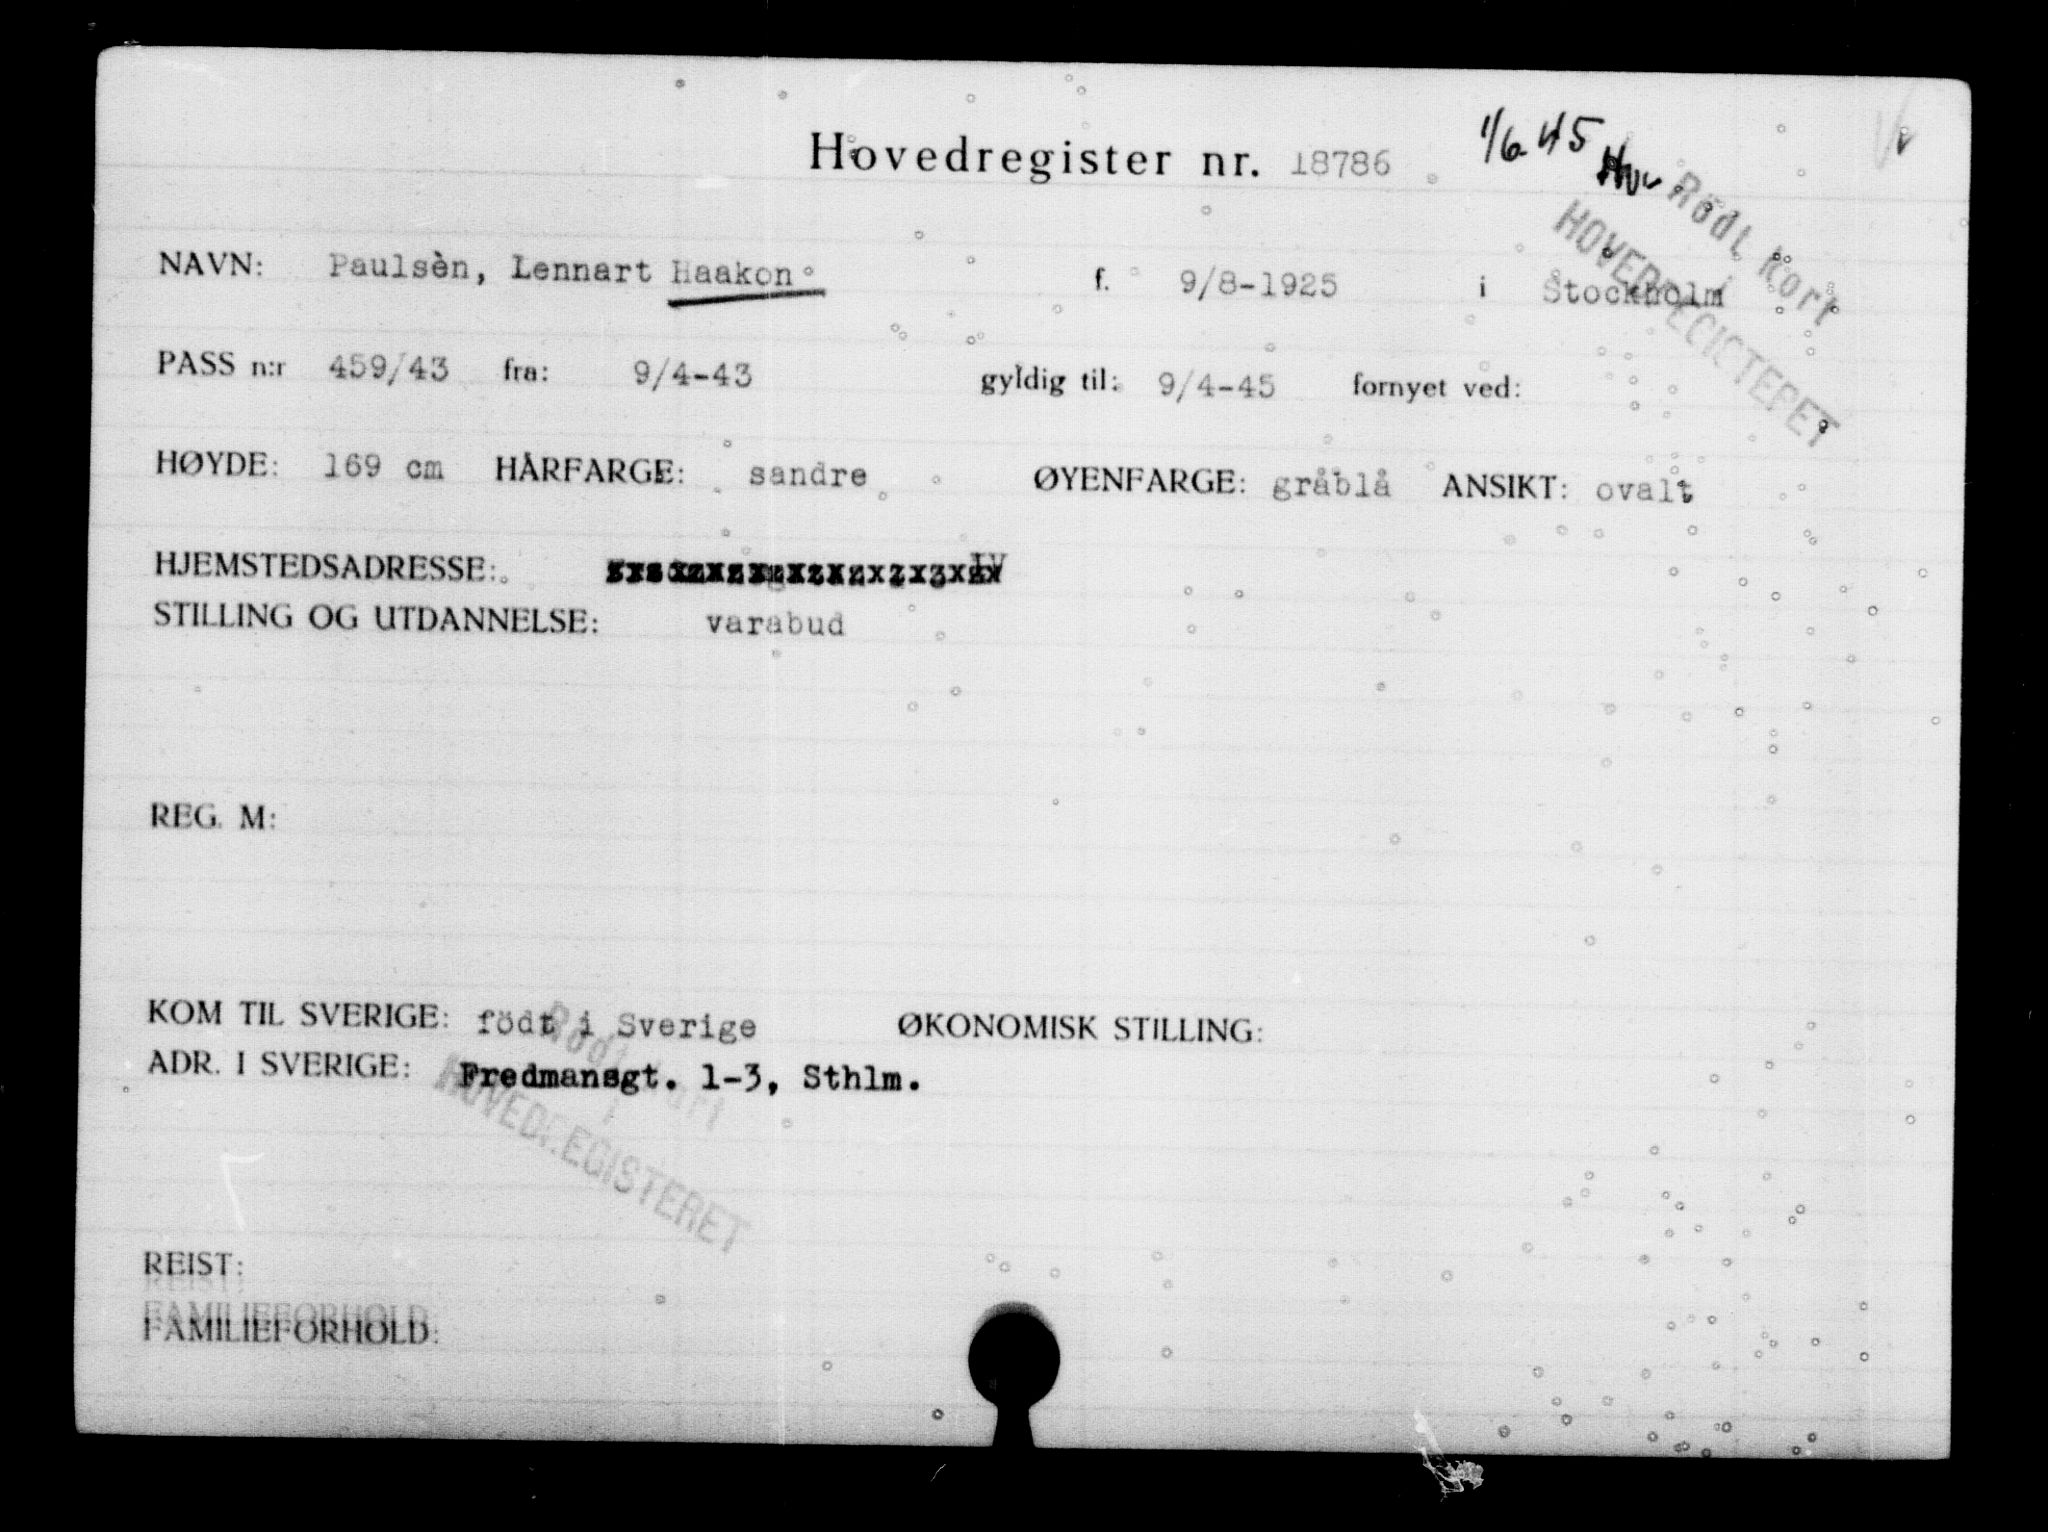 Hovedregister nr. 18786
1/6 45
Rödt kort
i
HOVEDREGISTERET
NAVN: Paulsèn, Lennart Haakon f. 9/8-1925 i Stockholm
PASS n:r 459/43 fra: 9/4-43 gyldig til: 9/4-45 fornyet ved:
HØYDE: 169 cm HÅRFARGE: sandre ØYENFARGE: gråblå ANSIKT: ovalt
HJEMSTEDSADRESSE:
STILLING OG UTDANNELSE: varabud
REG. M:
KOM TIL SVERIGE: födt i Sverige ØKONOMISK STILLING:
ADR. I SVERIGE: Fredmansgt. 1-3, Sthlm.
Rödt kort
i
HOVEDREGISTERET
REIST:
FAMILIEFORHOLD: